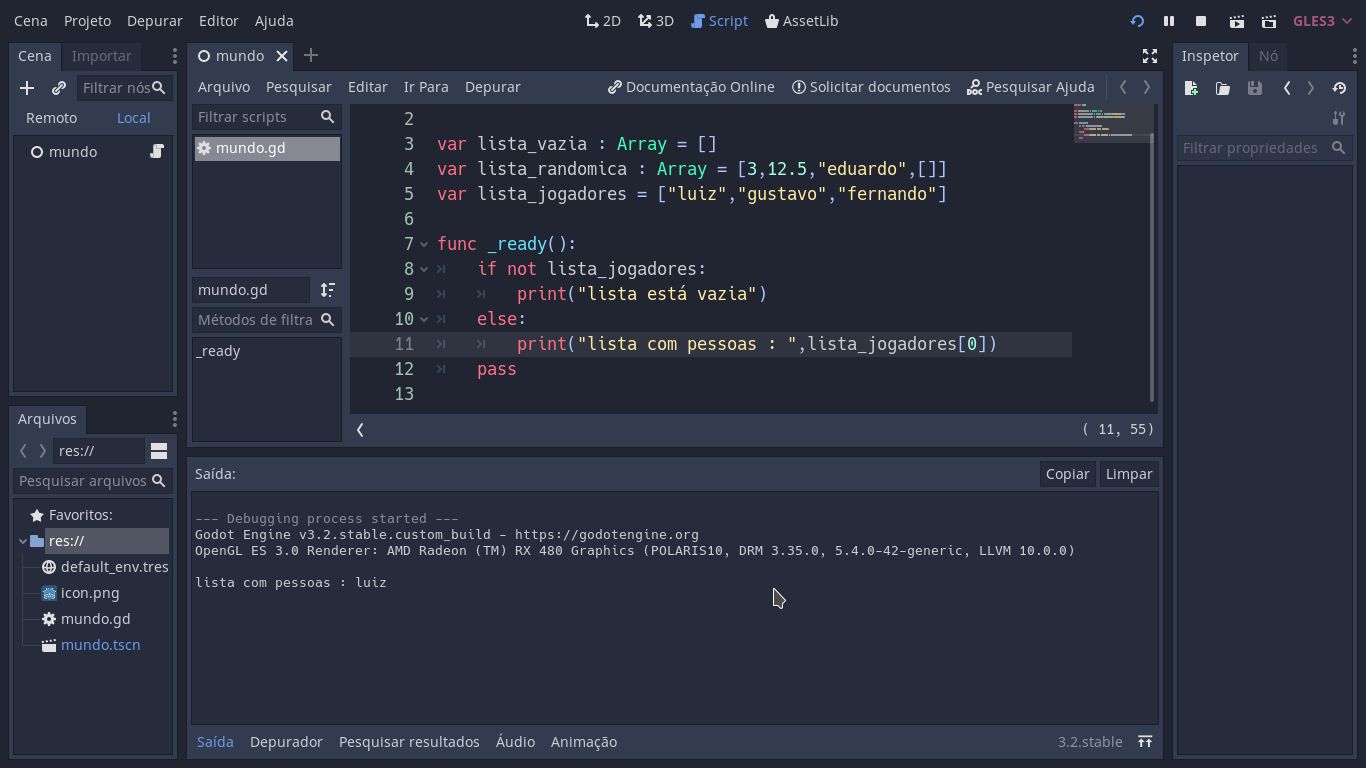 Cena Projeto Depurar Editor Ajuda 2D 3D Script AssetLib GLES3
Cena Importar
Filtrar nós
Remoto Local
mundo
Arquivos
res://
Pesquisar arquivos
Favoritos:
res://
default_env.tres
icon.png
mundo.gd
mundo.tscn
mundo
Arquivo Pesquisar Editar Ir Para Depurar Documentação Online Solicitar documentos Pesquisar Ajuda
Filtrar scripts
mundo.gd
mundo.gd
Métodos de filtra
_ready
2
3 var lista_vazia : Array = []
4 var lista_randomica : Array = [3,12.5,"eduardo",[]]
5 var lista_jogadores = ["luiz","gustavo","fernando"]
6
7 func _ready():
8 if not lista_jogadores:
9 print("lista está vazia")
10 else:
11 print("lista com pessoas : ",lista_jogadores[0])
12 pass
13
( 11, 55)
Saída: Copiar Limpar
--- Debugging process started ---
Godot Engine v3.2.stable.custom_build - https://godotengine.org
OpenGL ES 3.0 Renderer: AMD Radeon (TM) RX 480 Graphics (POLARIS10, DRM 3.35.0, 5.4.0-42-generic, LLVM 10.0.0)
lista com pessoas : luiz
Saída Depurador Pesquisar resultados Áudio Animação 3.2.stable
Inspetor Nó
Filtrar propriedades